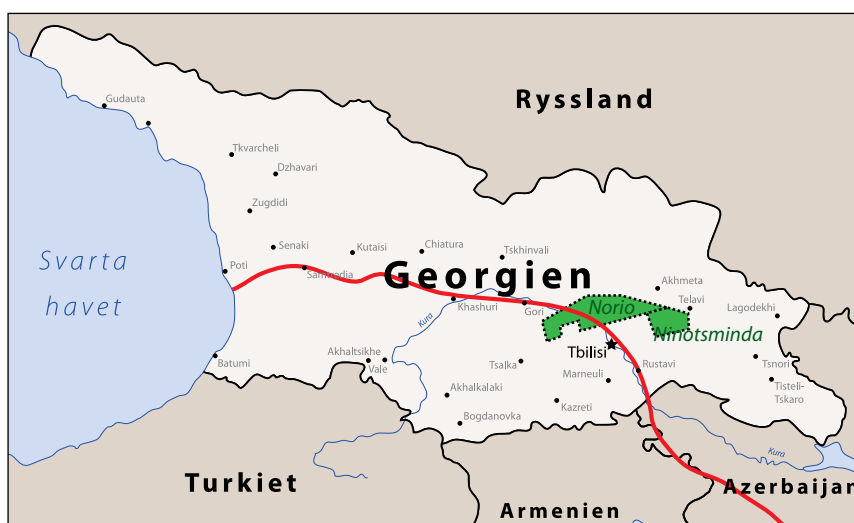 Gudauta
Ryssland
Tkvarcheli
Dzhavari
Zugdidi
Senaki
Kutaisi
Chiatura
Tskhinvali
Svarta
havet
Poti
Samtredia
Georgien
Akhmeta
Khashuri
Gori
Norio
Telavi
Lagodekhi
Kura
Ninotsminda
Tbilisi
Batumi
Akhaltsikhe
Vale
Tsalka
Rustavi
Tsnori
Marneuli
Tisteli-
Tskaro
Akhalkalaki
Kazreti
Bogdanovka
Kura
Turkiet
Azerbaijan
Armenien